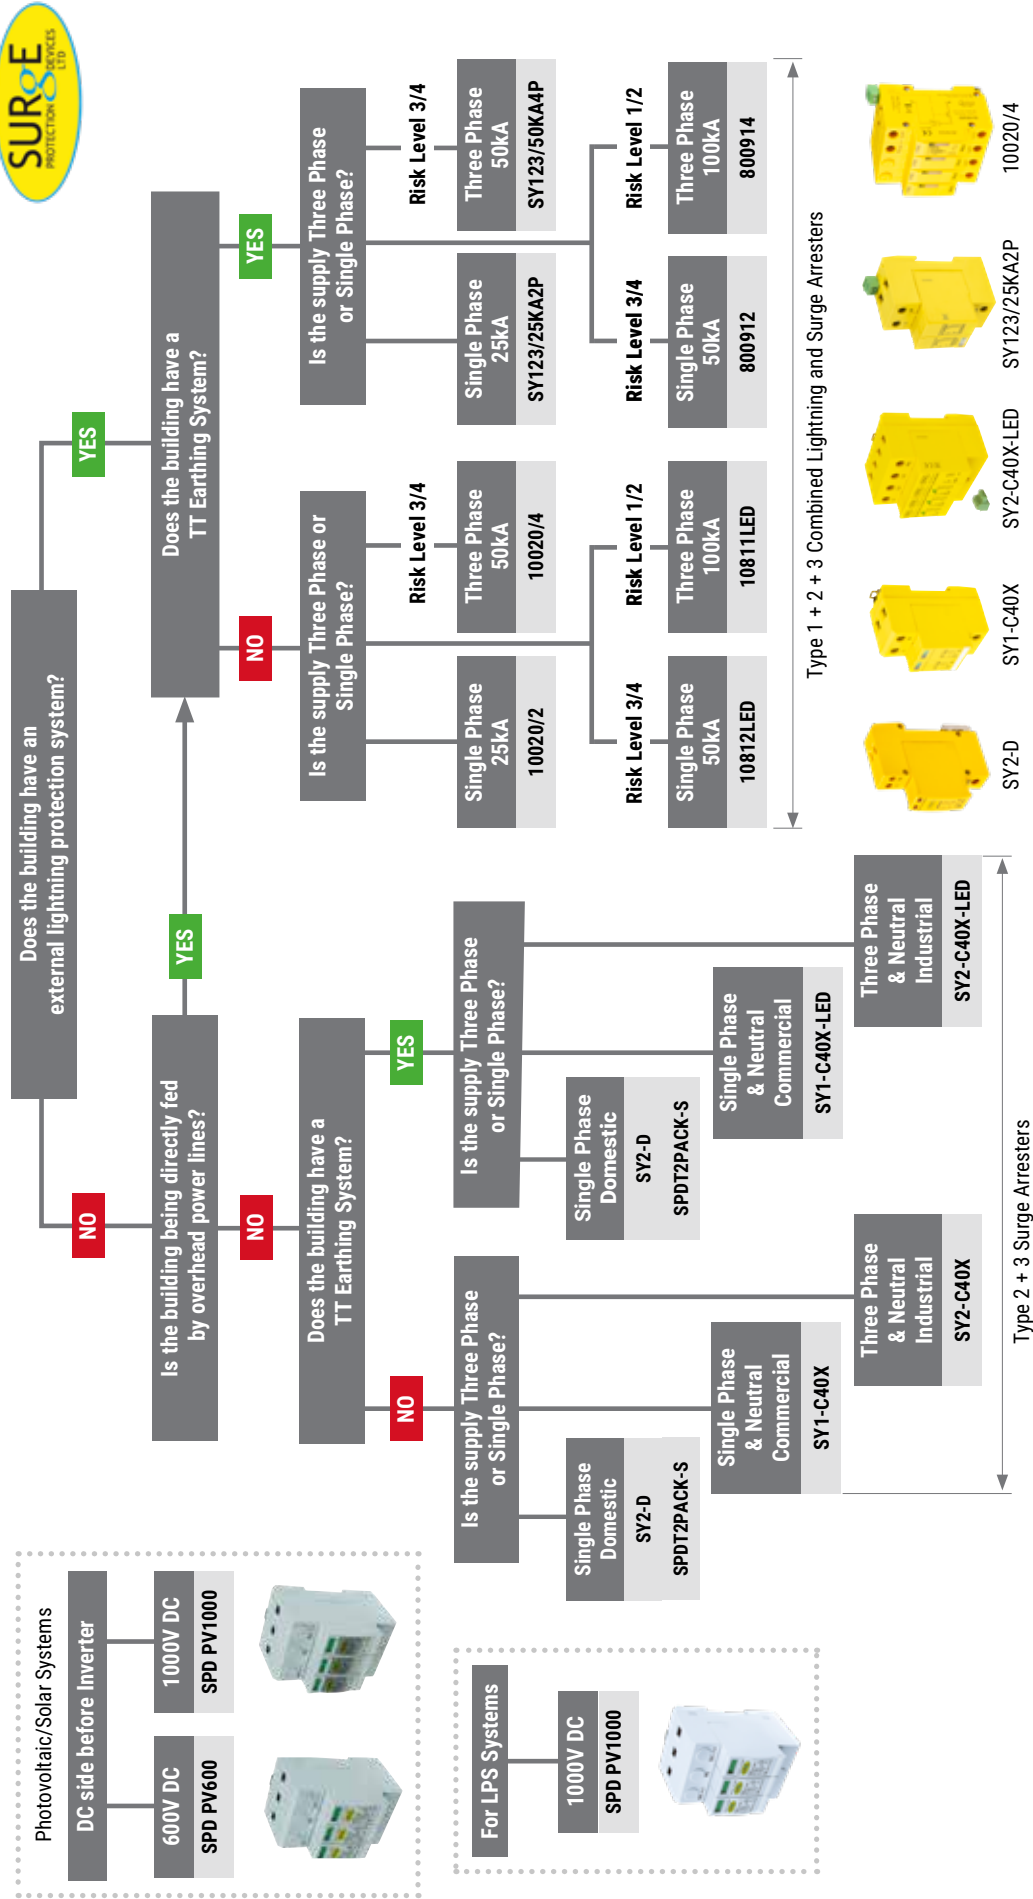 SURgE
PROTECTION DEVICES
LTD
Does the building have an
external lightning protection system?
NO
YES
Is the building being directly fed
by overhead power lines?
YES
Does the building have a
TT Earthing System?
NO
NO
YES
Photovoltaic/Solar Systems
DC side before Inverter
600V DC
SPD PV600
1000V DC
SPD PV1000
Does the building have a
TT Earthing System?
NO
YES
Is the supply Three Phase or
Single Phase?
Is the supply Three Phase
or Single Phase?
Single Phase
25kA
10020/2
Risk Level 3/4
Three Phase
50kA
10020/4
Single Phase
25kA
SY123/25KA2P
Risk Level 3/4
Three Phase
50kA
SY123/50KA4P
Risk Level 3/4
Single Phase
50kA
10812LED
Risk Level 1/2
Three Phase
100kA
10811LED
Risk Level 3/4
Single Phase
50kA
800912
Risk Level 1/2
Three Phase
100kA
800914
Type 1 + 2 + 3 Combined Lightning and Surge Arresters
For LPS Systems
1000V DC
SPD PV1000
Is the supply Three Phase
or Single Phase?
Is the supply Three Phase
or Single Phase?
Single Phase
Domestic
SY2-D
SPDT2PACK-S
Single Phase
& Neutral
Commercial
SY1-C40X
Three Phase
& Neutral
Industrial
SY2-C40X
Single Phase
Domestic
SY2-D
SPDT2PACK-S
Single Phase
& Neutral
Commercial
SY1-C40X-LED
Three Phase
& Neutral
Industrial
SY2-C40X-LED
Type 2 + 3 Surge Arresters
SY2-D
SY1-C40X
SY2-C40X-LED
SY123/25KA2P
10020/4